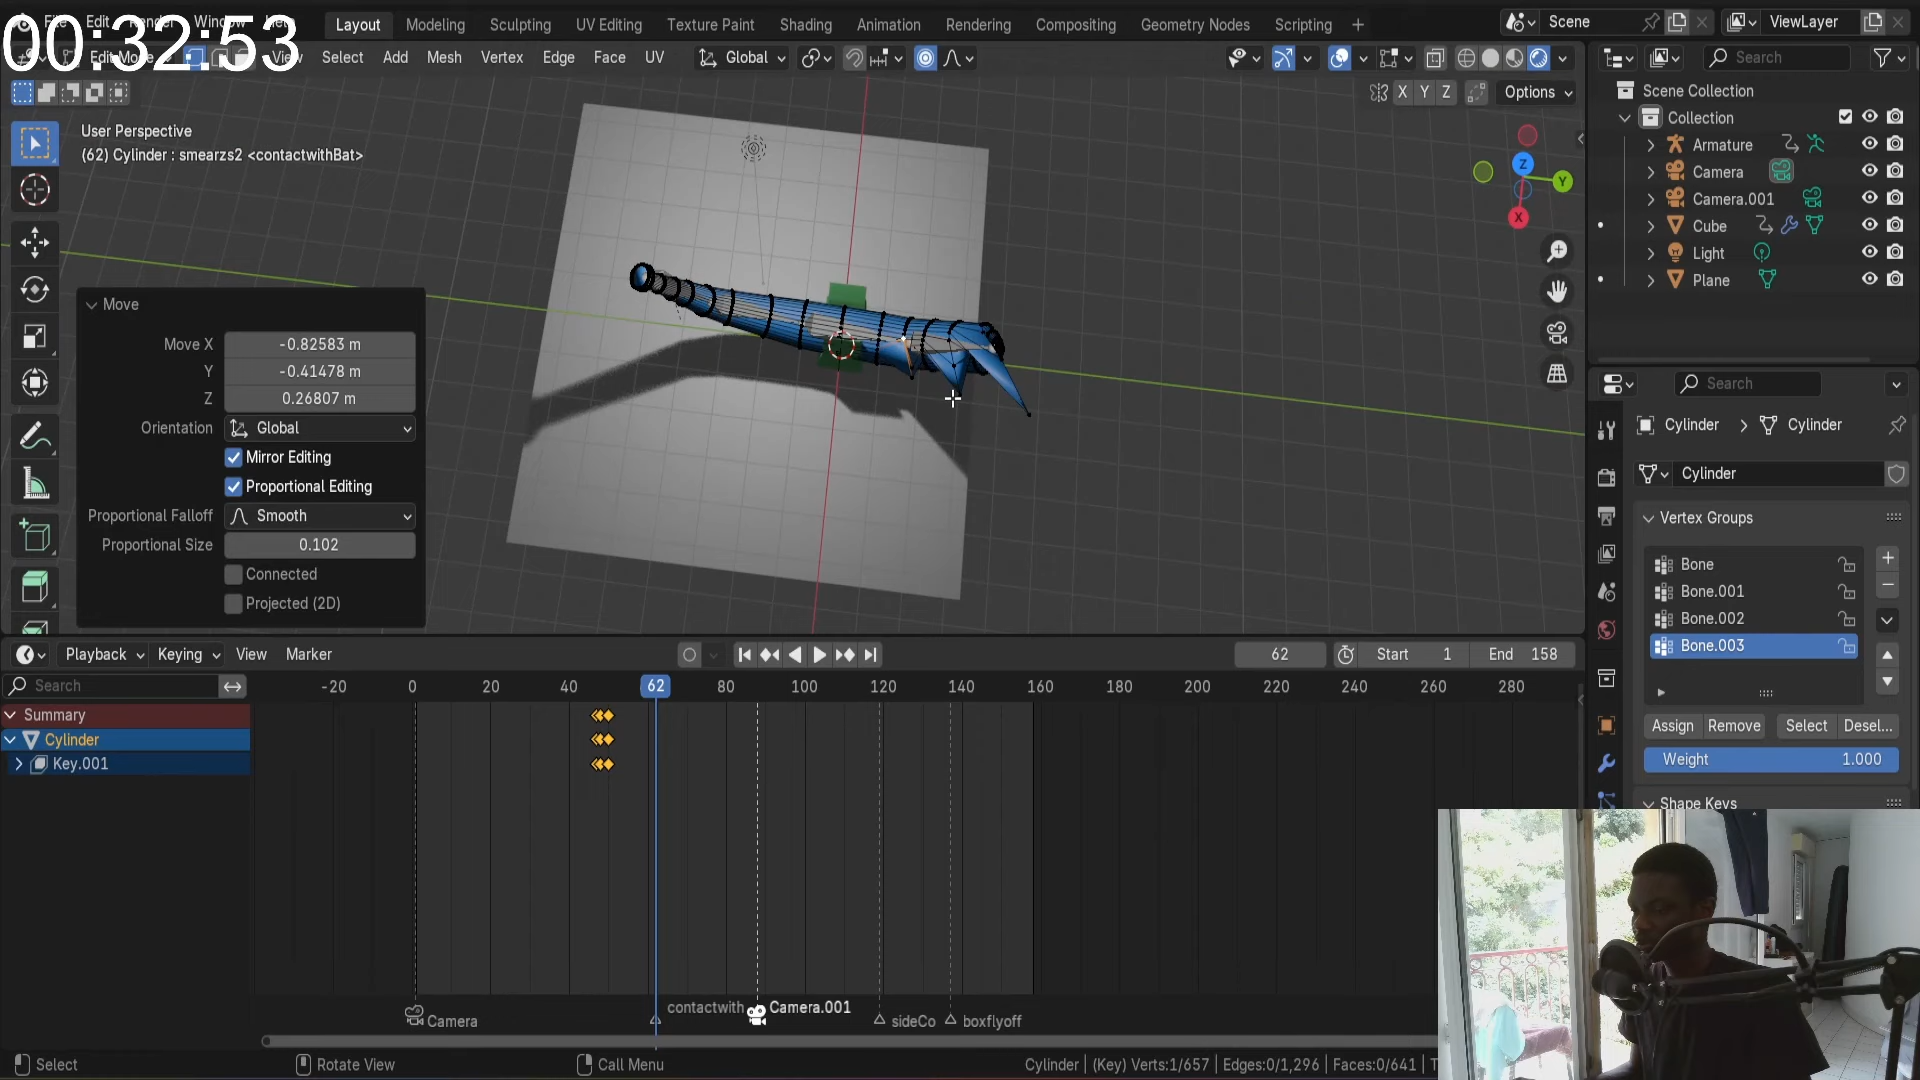 00:32:53
File Edit Render Window Help
Layout Modeling Sculpting UV Editing Texture Paint Shading Animation Rendering Compositing Geometry Nodes Scripting +
Scene
ViewLayer
Edit Mode View Select Add Mesh Vertex Edge Face UV
Global
Search
X Y Z Options
User Perspective
(62) Cylinder : smearzs2 <contactwithBat>
Scene Collection
Collection
Armature
Camera
Camera.001
Cube
Light
Plane
Z
Y
X
Move
Move X -0.82583 m
Y -0.41478 m
Z 0.26807 m
Orientation Global
Mirror Editing
Proportional Editing
Proportional Falloff Smooth
Proportional Size 0.102
Connected
Projected (2D)
Search
Cylinder > Cylinder
Cylinder
Vertex Groups
Bone
Bone.001
Bone.002
Bone.003
Assign Remove Select Desel...
Weight 1.000
Shape Keys
Playback Keying View Marker
62 Start 1 End 158
Search
-20 0 20 40 62 80 100 120 140 160 180 200 220 240 260 280
Summary
Cylinder
Key.001
contactwith Camera.001
Camera sideCo boxflyoff
Select Rotate View Call Menu
Cylinder | (Key) Verts:1/657 | Edges:0/1,296 | Faces:0/641 | T